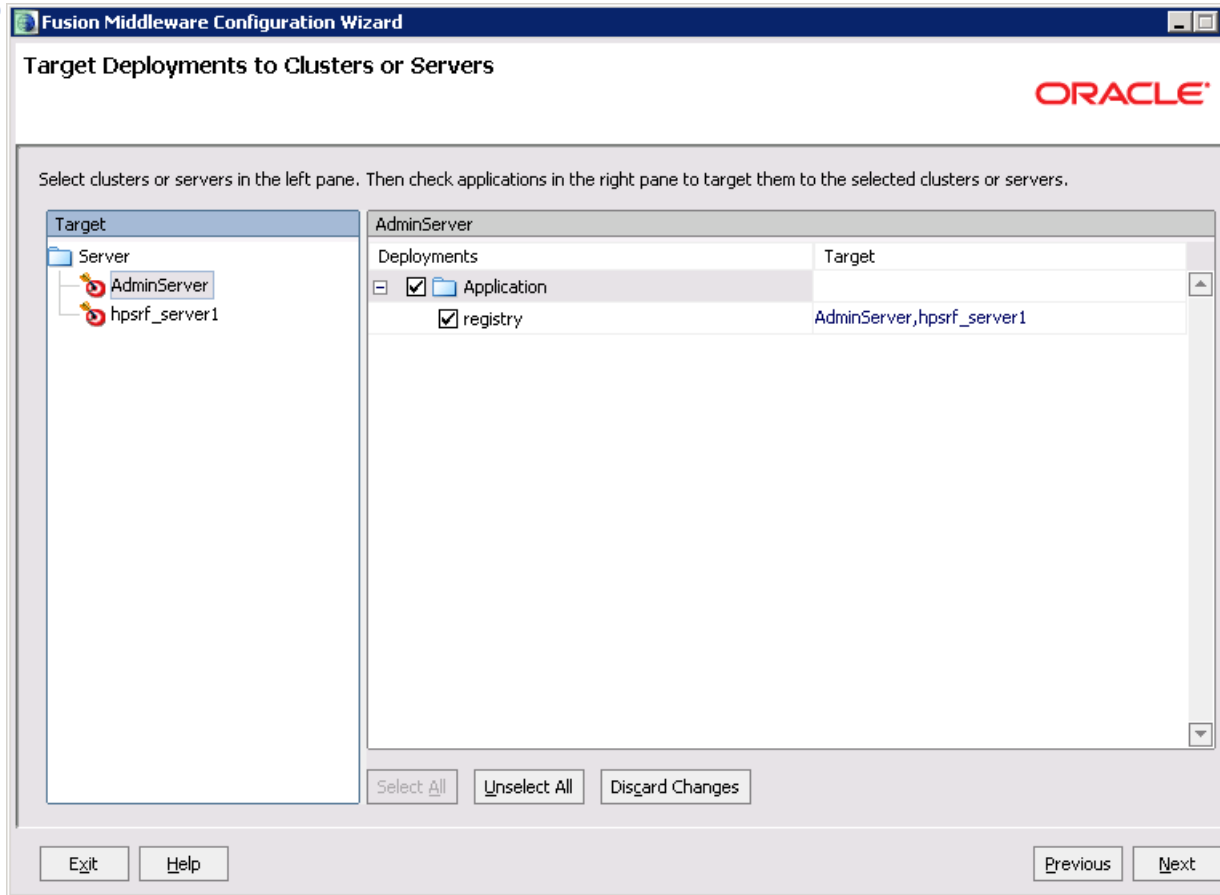 Fusion Middleware Configuration Wizard
Target Deployments to Clusters or Servers
ORACLE
Select clusters or servers in the left pane. Then check applications in the right pane to target them to the selected clusters or servers.
Target
AdminServer
Server
Deployments
Target
AdminServer
Application
hpsrf_server1
registry
AdminServer,hpsrf_server1
Select All
Unselect All
Discard Changes
Exit
Help
Previous
Next